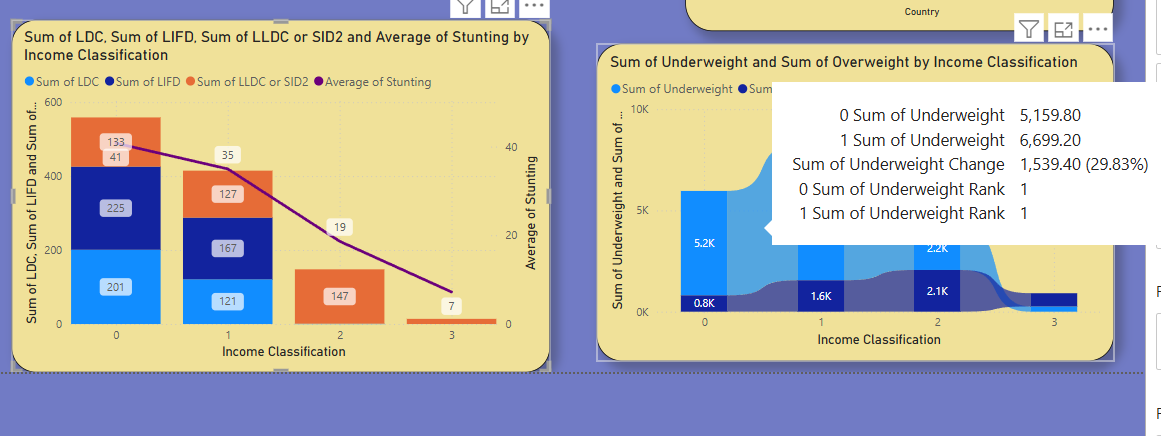 Country
Sum of LDC, Sum of LIFD, Sum of LLDC or SID2 and Average of Stunting by
Income Classification
Sum of LDC Sum of LIFD Sum of LLDC or SID2 Average of Stunting
Sum of LDC, Sum of LIFD and Sum of...
600
400
200
0
133
41
225
201
35
127
167
121
19
147
7
40
20
0
Average of Stunting
0 1 2 3
Income Classification
Sum of Underweight and Sum of Overweight by Income Classification
Sum of Underweight Sum
Sum of Underweight and Sum of ...
10K
5K
0K
5.2K
0.8K
1.6K
2.2K
2.1K
0 1 2 3
Income Classification
0 Sum of Underweight 5,159.80
1 Sum of Underweight 6,699.20
Sum of Underweight Change 1,539.40 (29.83%)
0 Sum of Underweight Rank 1
1 Sum of Underweight Rank 1